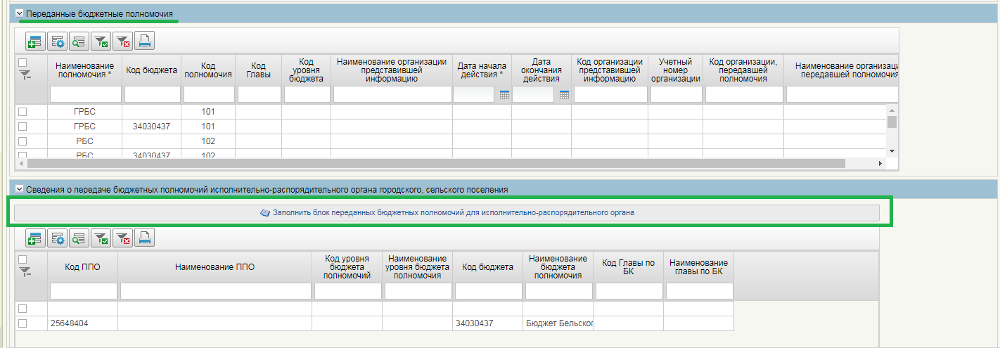 Переданные бюджетные полномочия
Наименование полномочия *
Код бюджета
Код полномочия
Код Главы
Код уровня бюджета
Наименование организации представившей информацию
Дата начала действия *
Дата окончания действия
Код организации представившей информацию
Учетный номер организации
Код организации, передавшей полномочия
Наименование организаци передавшей полномочия
ГРБС 101
ГРБС 34030437 101
РБС 102
РБС 34030437 102
Сведения о передаче бюджетных полномочий исполнительно-распорядительного органа городского, сельского поселения
Заполнить блок переданных бюджетных полномочий для исполнительно-распорядительного органа
Код ППО
Наименование ППО
Код уровня бюджета полномочий
Наименование уровня бюджета полномочия
Код бюджета
Наименование бюджета полномочия
Код Главы по БК
Наименование главы по БК
25648404 34030437 Бюджет Бельског